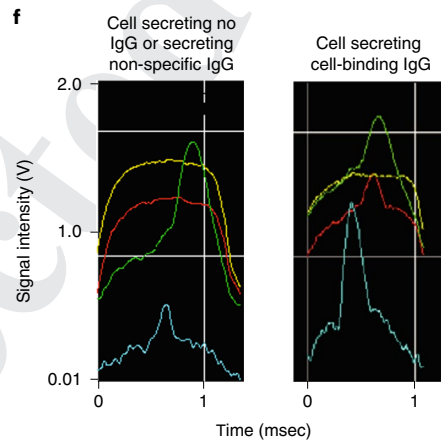 f
Cell secreting no
IgG or secreting
non-specific IgG
Cell secreting
cell-binding IgG
Signal intensity (V)
2.0
1.0
0.01
0
1
0
1
Time (msec)